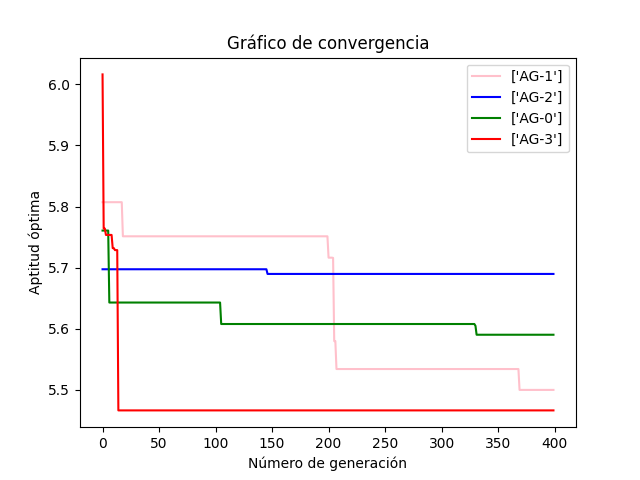 Gráfico de convergencia
['AG-1']
['AG-2']
['AG-0']
['AG-3']
Aptitud óptima
6.0
5.9
5.8
5.7
5.6
5.5
0 50 100 150 200 250 300 350 400
Número de generación